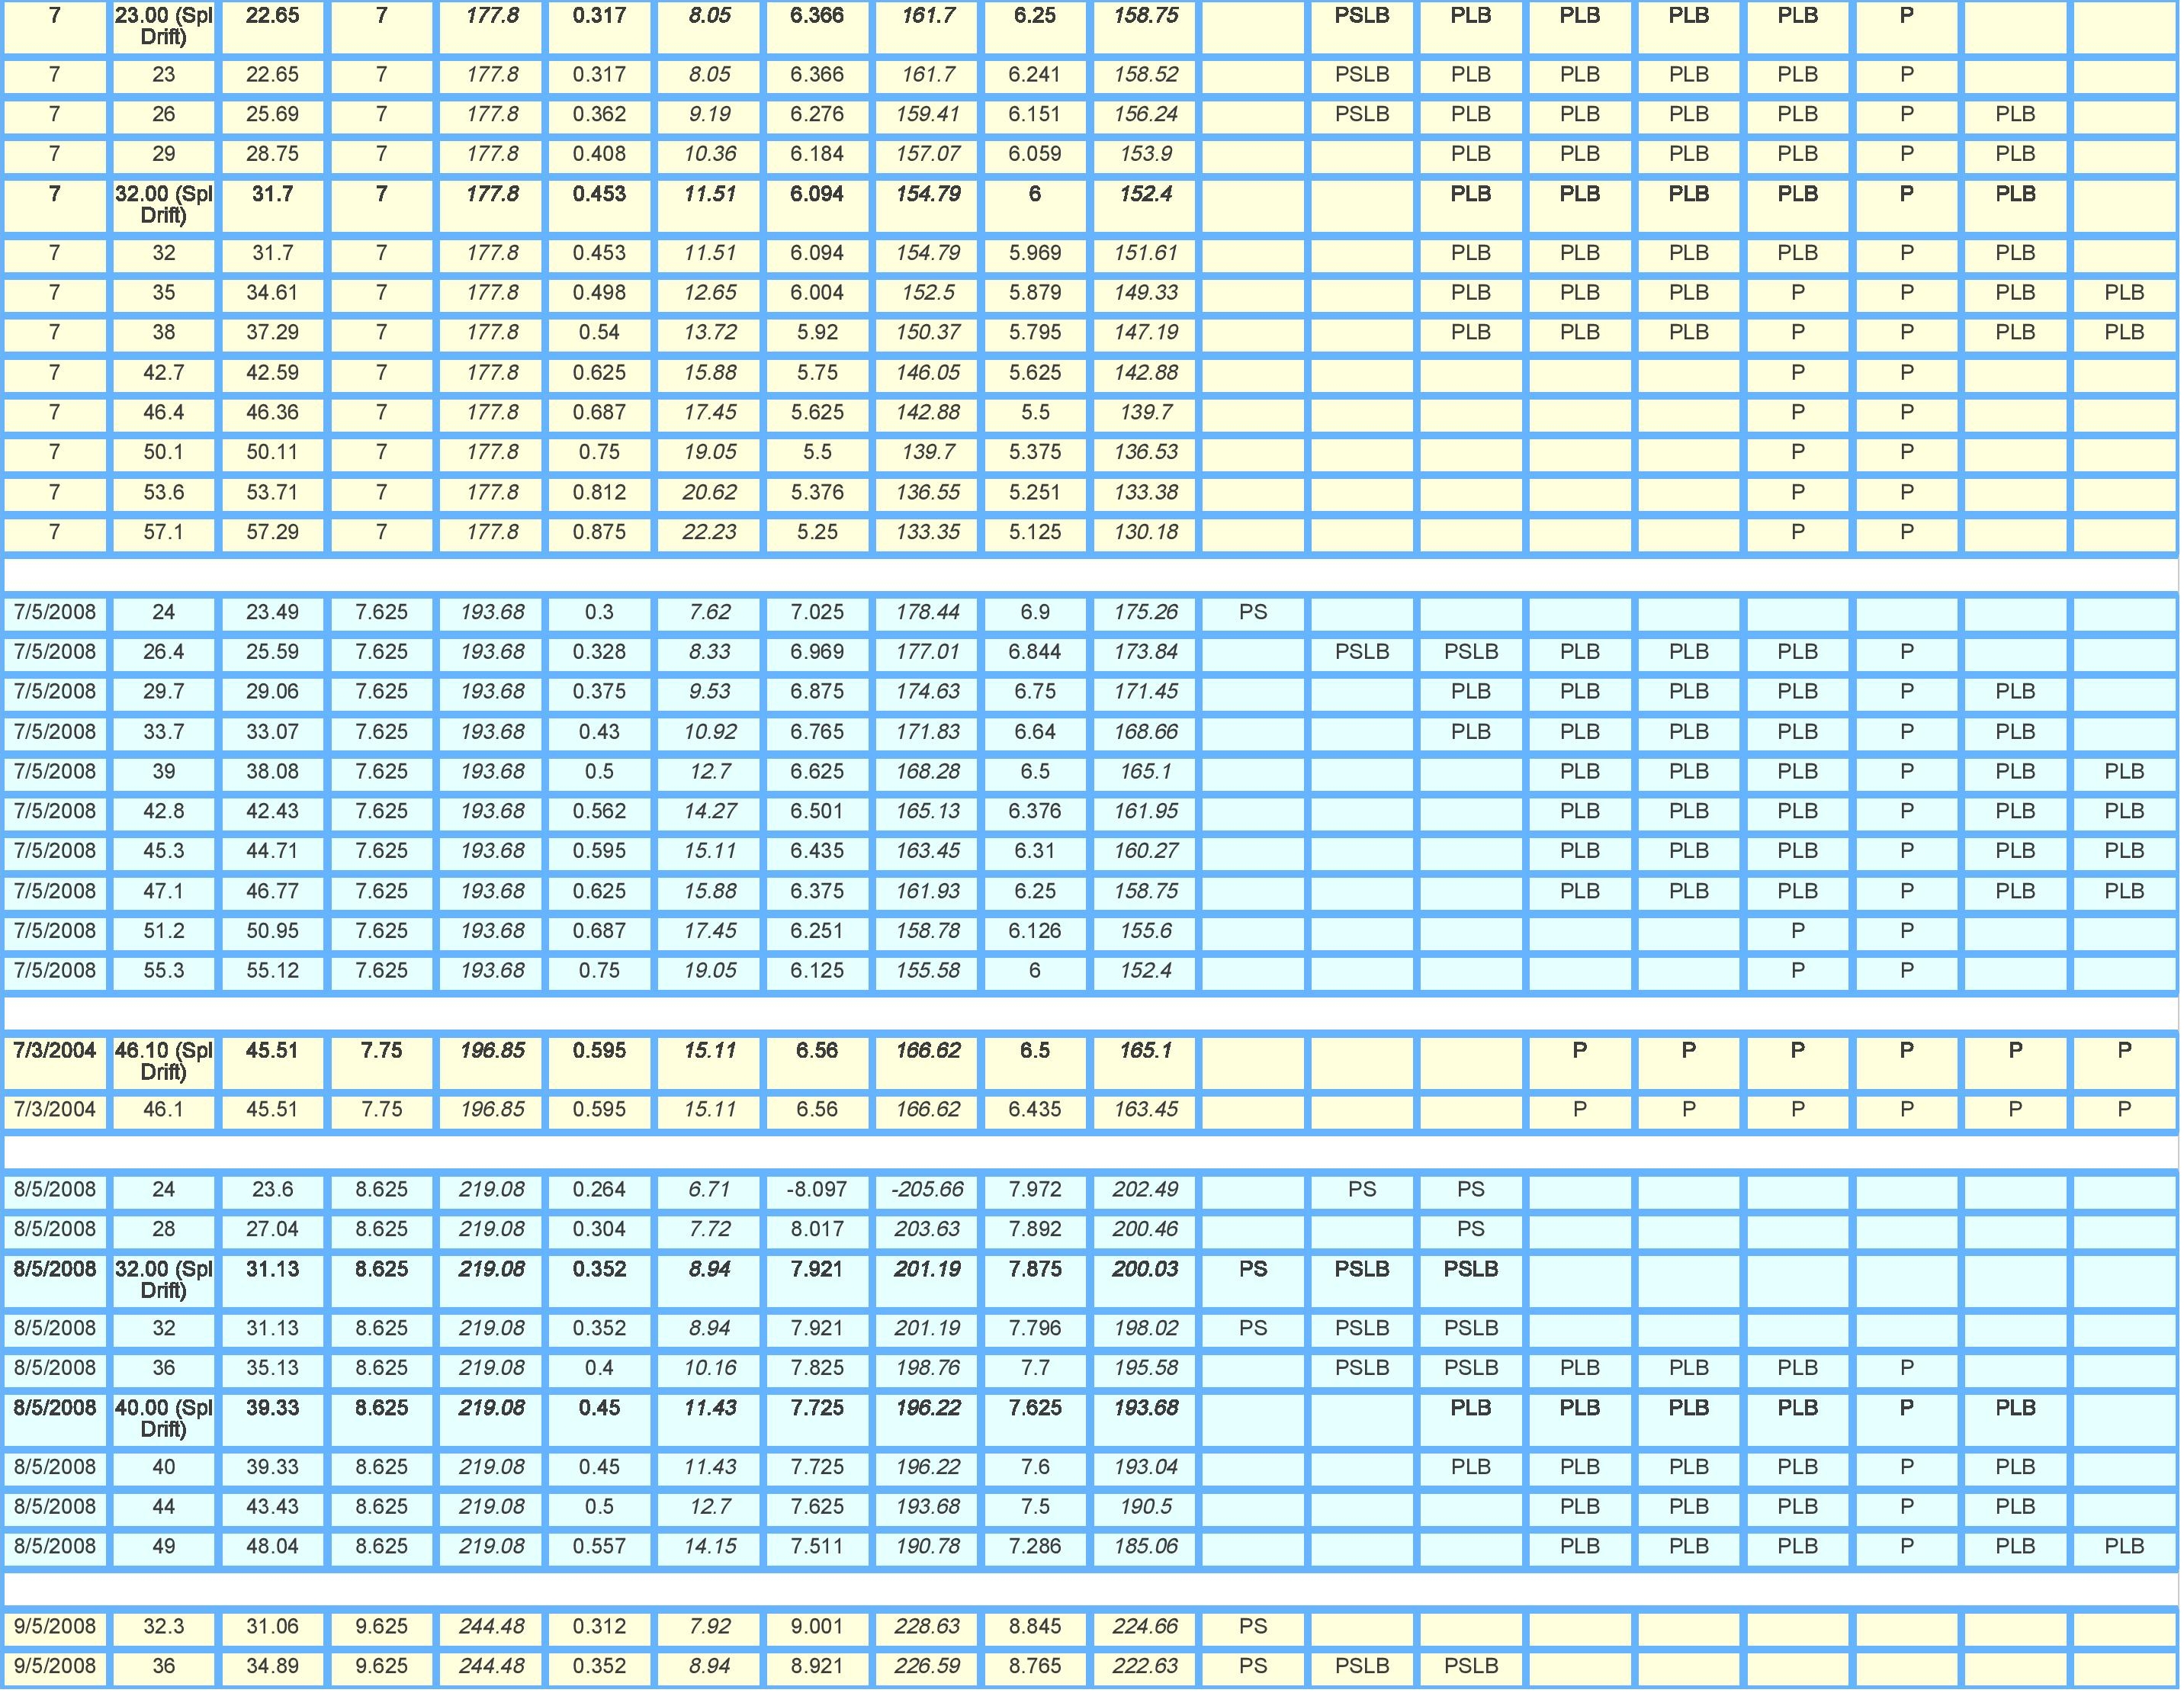 7 23.00 (Spl Drift) 22.65 7 177.8 0.317 8.05 6.366 161.7 6.25 158.75 PSLB PLB PLB PLB PLB P
7 23 22.65 7 177.8 0.317 8.05 6.366 161.7 6.241 158.52 PSLB PLB PLB PLB PLB P
7 26 25.69 7 177.8 0.362 9.19 6.276 159.41 6.151 156.24 PSLB PLB PLB PLB PLB P PLB
7 29 28.75 7 177.8 0.408 10.36 6.184 157.07 6.059 153.9 PLB PLB PLB PLB P PLB
7 32.00 (Spl Drift) 31.7 7 177.8 0.453 11.51 6.094 154.79 6 152.4 PLB PLB PLB PLB P PLB
7 32 31.7 7 177.8 0.453 11.51 6.094 154.79 5.969 151.61 PLB PLB PLB PLB P PLB
7 35 34.61 7 177.8 0.498 12.65 6.004 152.5 5.879 149.33 PLB PLB PLB P P PLB PLB
7 38 37.29 7 177.8 0.54 13.72 5.92 150.37 5.795 147.19 PLB PLB PLB P P PLB PLB
7 42.7 42.59 7 177.8 0.625 15.88 5.75 146.05 5.625 142.88 P P
7 46.4 46.36 7 177.8 0.687 17.45 5.625 142.88 5.5 139.7 P P
7 50.1 50.11 7 177.8 0.75 19.05 5.5 139.7 5.375 136.53 P P
7 53.6 53.71 7 177.8 0.812 20.62 5.376 136.55 5.251 133.38 P P
7 57.1 57.29 7 177.8 0.875 22.23 5.25 133.35 5.125 130.18 P P
7/5/2008 24 23.49 7.625 193.68 0.3 7.62 7.025 178.44 6.9 175.26 PS
7/5/2008 26.4 25.59 7.625 193.68 0.328 8.33 6.969 177.01 6.844 173.84 PSLB PSLB PLB PLB PLB P
7/5/2008 29.7 29.06 7.625 193.68 0.375 9.53 6.875 174.63 6.75 171.45 PLB PLB PLB PLB P PLB
7/5/2008 33.7 33.07 7.625 193.68 0.43 10.92 6.765 171.83 6.64 168.66 PLB PLB PLB PLB P PLB
7/5/2008 39 38.08 7.625 193.68 0.5 12.7 6.625 168.28 6.5 165.1 PLB PLB PLB P PLB PLB
7/5/2008 42.8 42.43 7.625 193.68 0.562 14.27 6.501 165.13 6.376 161.95 PLB PLB PLB P PLB PLB
7/5/2008 45.3 44.71 7.625 193.68 0.595 15.11 6.435 163.45 6.31 160.27 PLB PLB PLB P PLB PLB
7/5/2008 47.1 46.77 7.625 193.68 0.625 15.88 6.375 161.93 6.25 158.75 PLB PLB PLB P PLB PLB
7/5/2008 51.2 50.95 7.625 193.68 0.687 17.45 6.251 158.78 6.126 155.6 P P
7/5/2008 55.3 55.12 7.625 193.68 0.75 19.05 6.125 155.58 6 152.4 P P
7/3/2004 46.10 (Spl Drift) 45.51 7.75 196.85 0.595 15.11 6.56 166.62 6.5 165.1 P P P P P P
7/3/2004 46.1 45.51 7.75 196.85 0.595 15.11 6.56 166.62 6.435 163.45 P P P P P P
8/5/2008 24 23.6 8.625 219.08 0.264 6.71 -8.097 -205.66 7.972 202.49 PS PS
8/5/2008 28 27.04 8.625 219.08 0.304 7.72 8.017 203.63 7.892 200.46 PS
8/5/2008 32.00 (Spl Drift) 31.13 8.625 219.08 0.352 8.94 7.921 201.19 7.875 200.03 PS PSLB PSLB
8/5/2008 32 31.13 8.625 219.08 0.352 8.94 7.921 201.19 7.796 198.02 PS PSLB PSLB
8/5/2008 36 35.13 8.625 219.08 0.4 10.16 7.825 198.76 7.7 195.58 PSLB PSLB PLB PLB PLB P
8/5/2008 40.00 (Spl Drift) 39.33 8.625 219.08 0.45 11.43 7.725 196.22 7.625 193.68 PLB PLB PLB PLB P PLB
8/5/2008 40 39.33 8.625 219.08 0.45 11.43 7.725 196.22 7.6 193.04 PLB PLB PLB PLB P PLB
8/5/2008 44 43.43 8.625 219.08 0.5 12.7 7.625 193.68 7.5 190.5 PLB PLB PLB P PLB
8/5/2008 49 48.04 8.625 219.08 0.557 14.15 7.511 190.78 7.286 185.06 PLB PLB PLB P PLB PLB
9/5/2008 32.3 31.06 9.625 244.48 0.312 7.92 9.001 228.63 8.845 224.66 PS
9/5/2008 36 34.89 9.625 244.48 0.352 8.94 8.921 226.59 8.765 222.63 PS PSLB PSLB